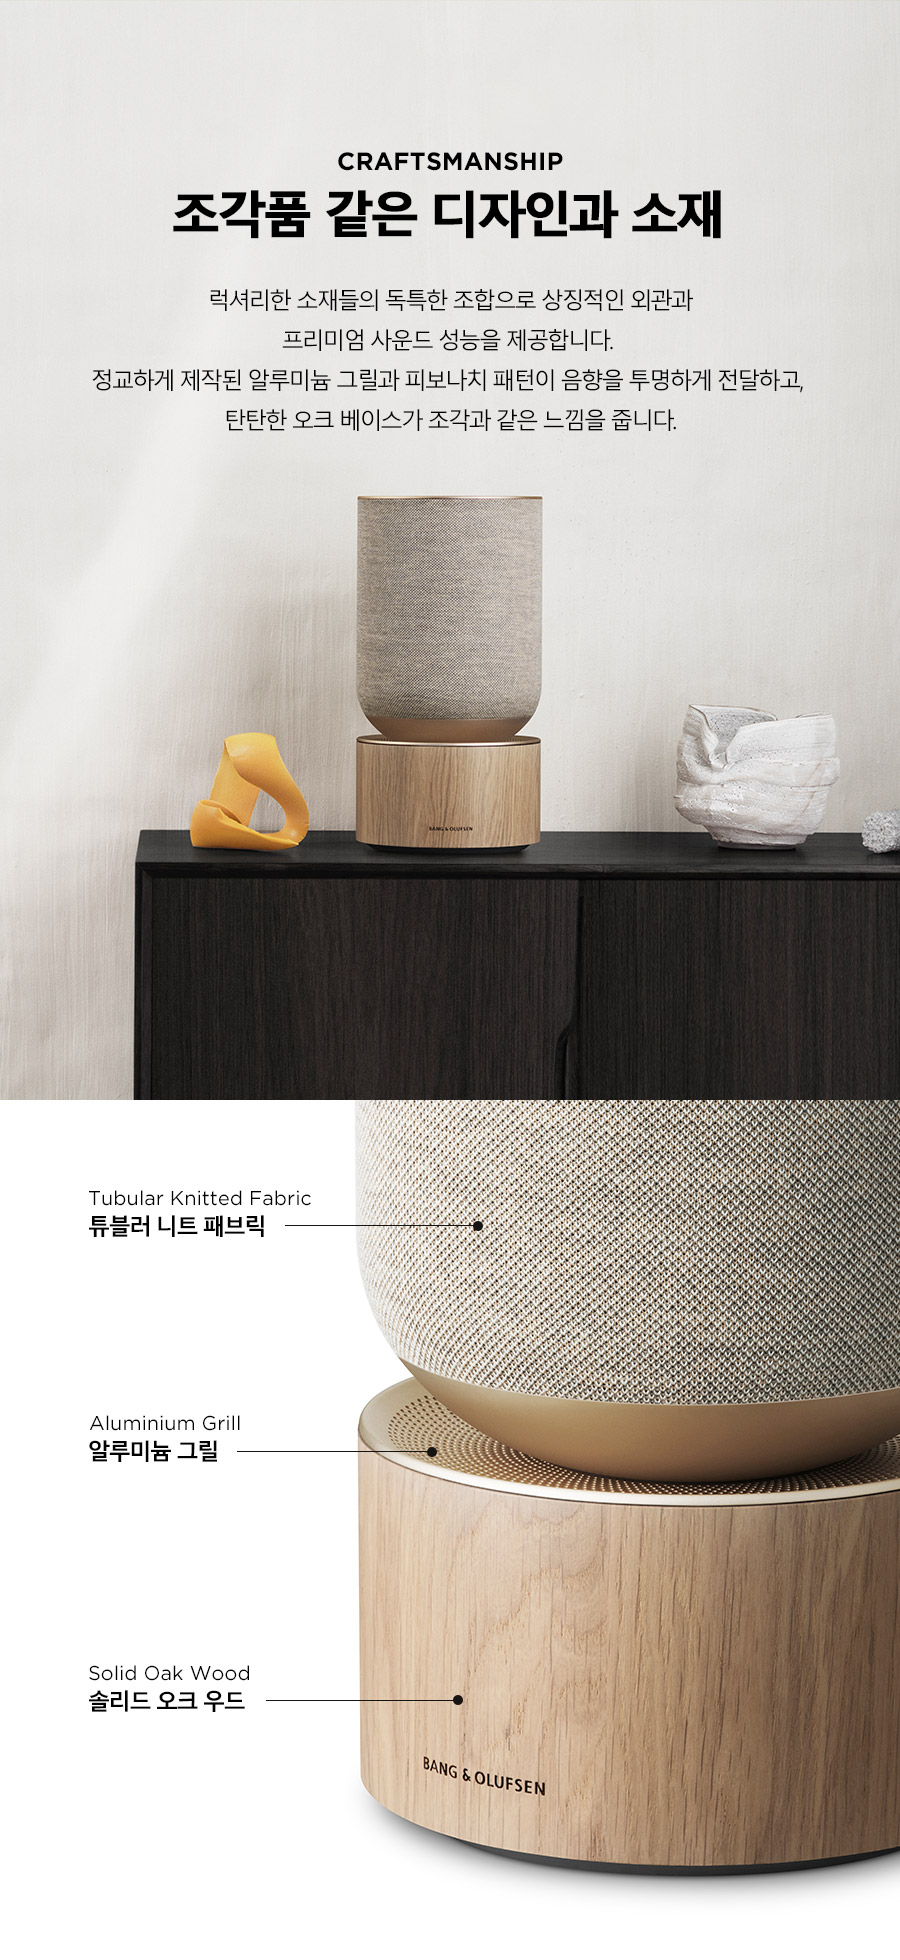 CRAFTSMANSHIP
조각품 같은 디자인과 소재
럭셔리한 소재들의 독특한 조합으로 상징적인 외관과
프리미엄 사운드 성능을 제공합니다.
정교하게 제작된 알루미늄 그릴과 피보나치 패턴이 음향을 투명하게 전달하고,
탄탄한 오크 베이스가 조각과 같은 느낌을 줍니다.
BANG & OLUFSEN
Tubular Knitted Fabric
튜블러 니트 패브릭
Aluminium Grill
알루미늄 그릴
Solid Oak Wood
솔리드 오크 우드
BANG & OLUFSEN